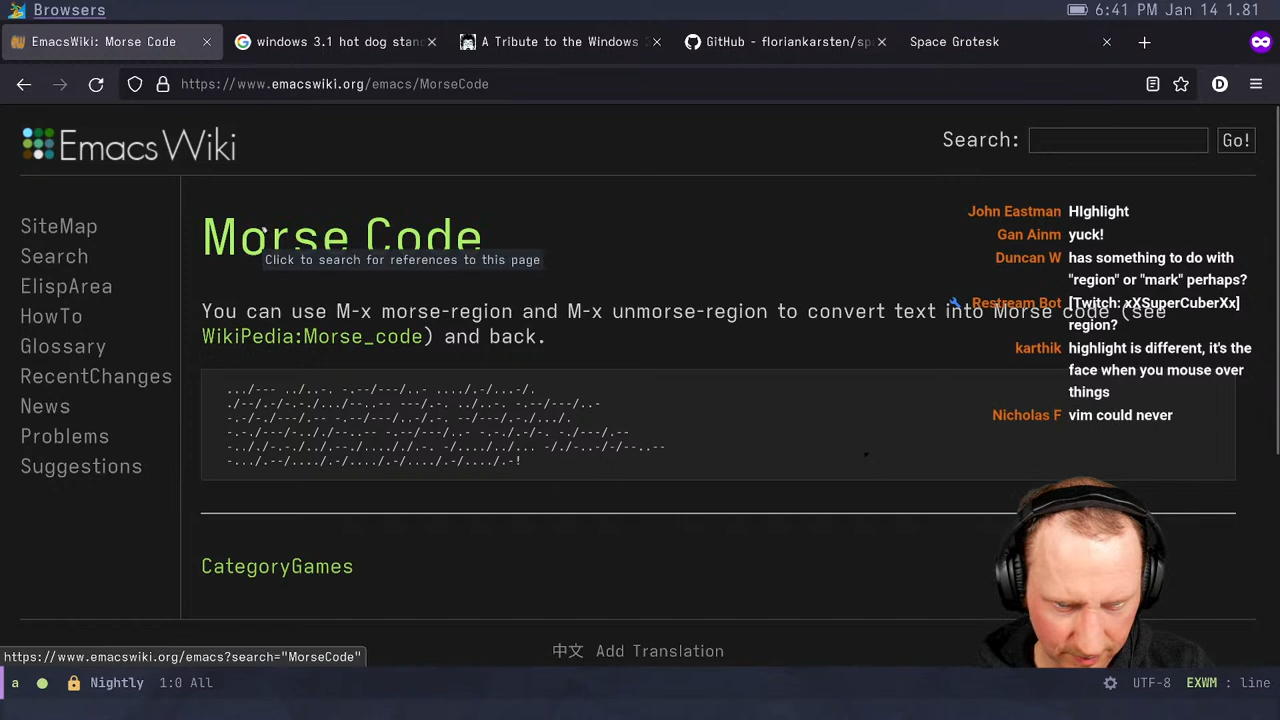 Browsers
6:41 PM Jan 14 1.81
EmacsWiki: Morse Code
windows 3.1 hot dog stan
A Tribute to the Windows
GitHub - floriankarsten/sp
Space Grotesk
https://www.emacswiki.org/emacs/MorseCode
EmacsWiki
Search:
Go!
SiteMap
Search
ElispArea
HowTo
Glossary
RecentChanges
News
Problems
Suggestions
Morse Code
Click to search for references to this page
You can use M-x morse-region and M-x unmorse-region to convert text into Morse code (see
WikiPedia:Morse_code) and back.
John Eastman HIghlight
Gan Ainm yuck!
Duncan W has something to do with
"region" or "mark" perhaps?
Restream Bot [Twitch: xXSuperCuberXx]
region?
karthik highlight is different, it's the
face when you mouse over
things
Nicholas F vim could never
CategoryGames
中文 Add Translation
https://www.emacswiki.org/emacs?search="MorseCode"
a
Nightly 1:0 All
UTF-8 EXWM : line